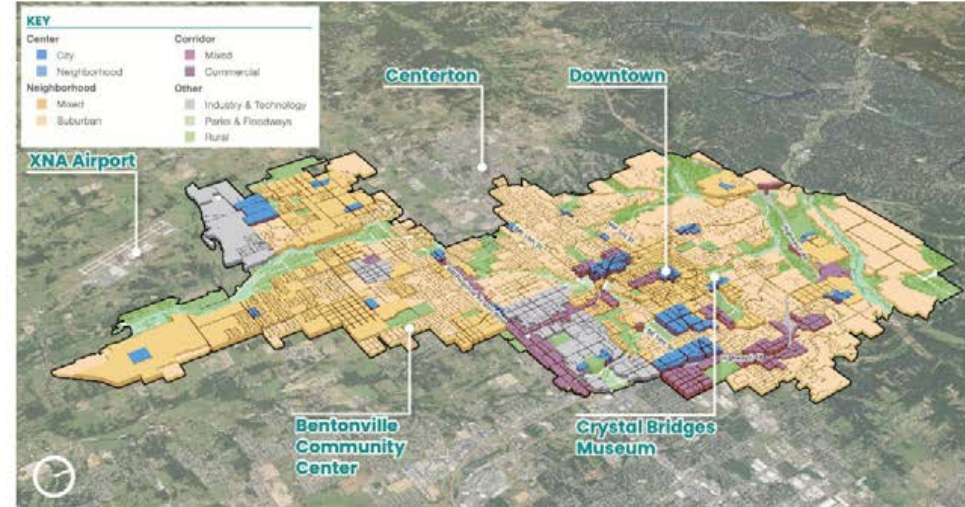 KEY
Center
City
Neighborhood
Neighborhood
Mixed
Suburban
Corridor
Mixed
Commercial
Other
Industry & Technology
Parks & Floodways
Rural
Centerton
Downtown
XNA Airport
Bentonville
Community
Center
Crystal Bridges
Museum